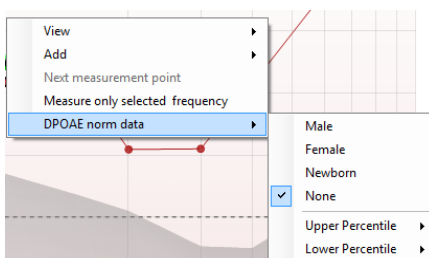 View
Add
Next measurement point
Measure only selected frequency
DPOAE norm data
Male
Female
Newborn
None
Upper Percentile
Lower Percentile